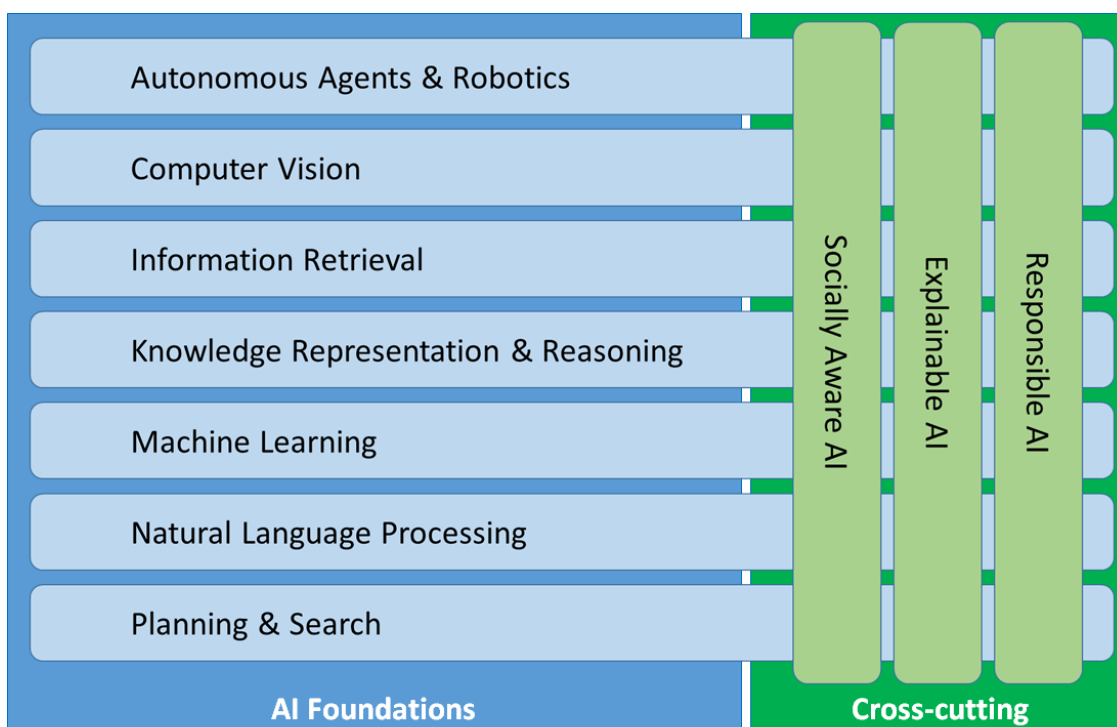 Autonomous Agents & Robotics
Computer Vision
Information Retrieval
Knowledge Representation & Reasoning
Machine Learning
Natural Language Processing
Planning & Search
Socially Aware AI
Explainable AI
Responsible AI
AI Foundations
Cross-cutting